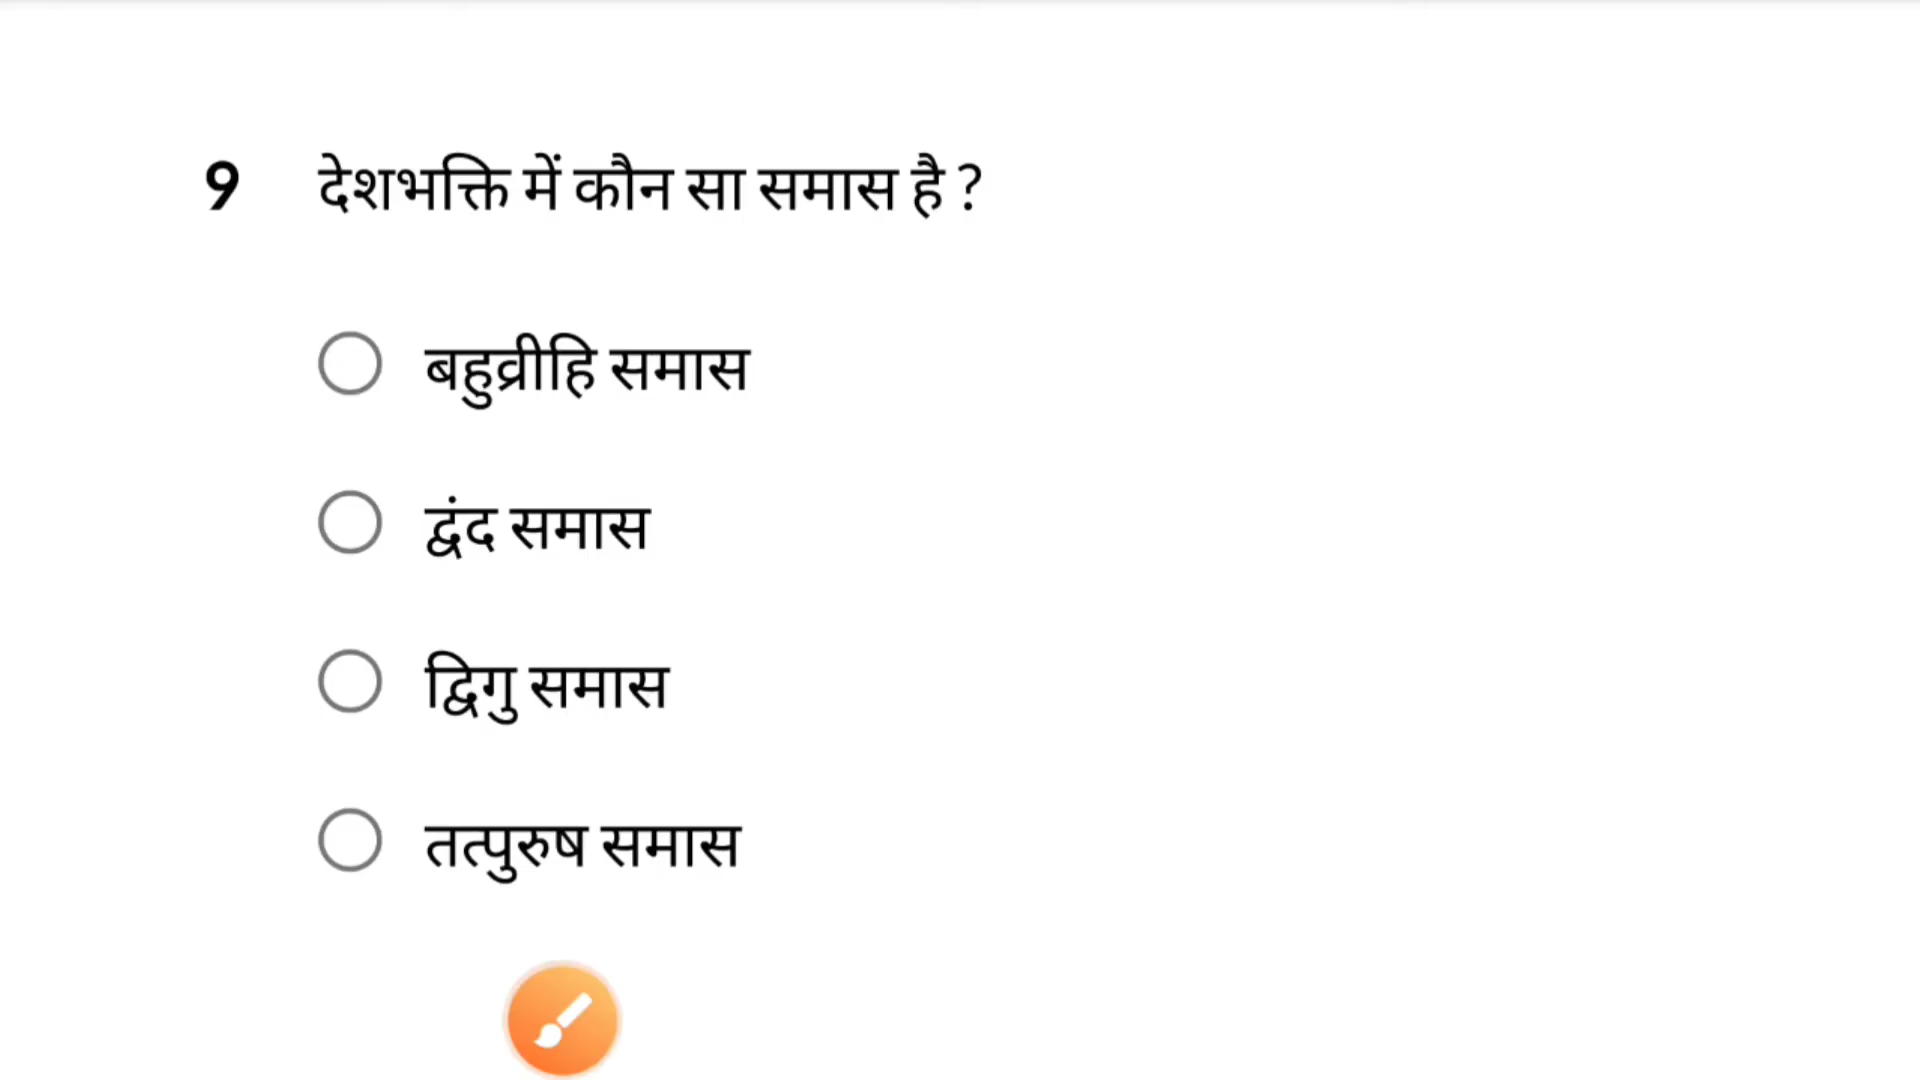 9 देशभक्ति में कौन सा समास है ?
बहुव्रीहि समास
द्वंद समास
द्विगु समास
तत्पुरुष समास